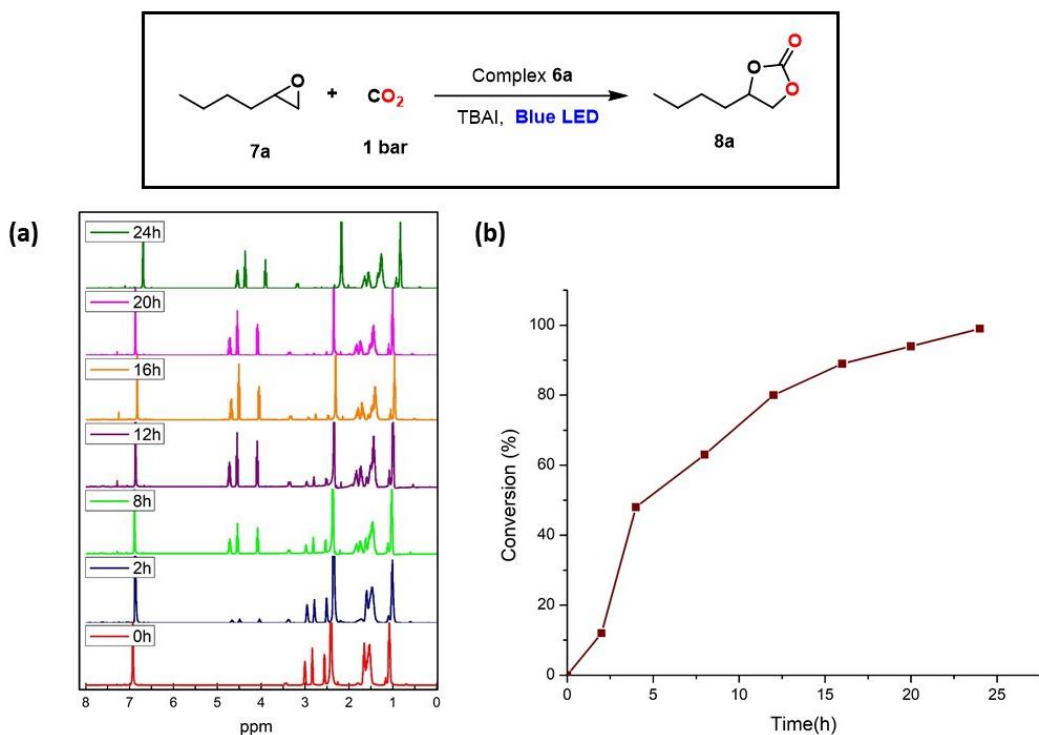 O
O
+
CO2
Complex 6a
TBAI, Blue LED
O
O
O
7a
1 bar
8a
(a)
24h
20h
16h
12h
8h
2h
0h
8 7 6 5 4 3 2 1 0
ppm
(b)
100
80
60
40
20
0
Conversion (%)
0 5 10 15 20 25
Time(h)